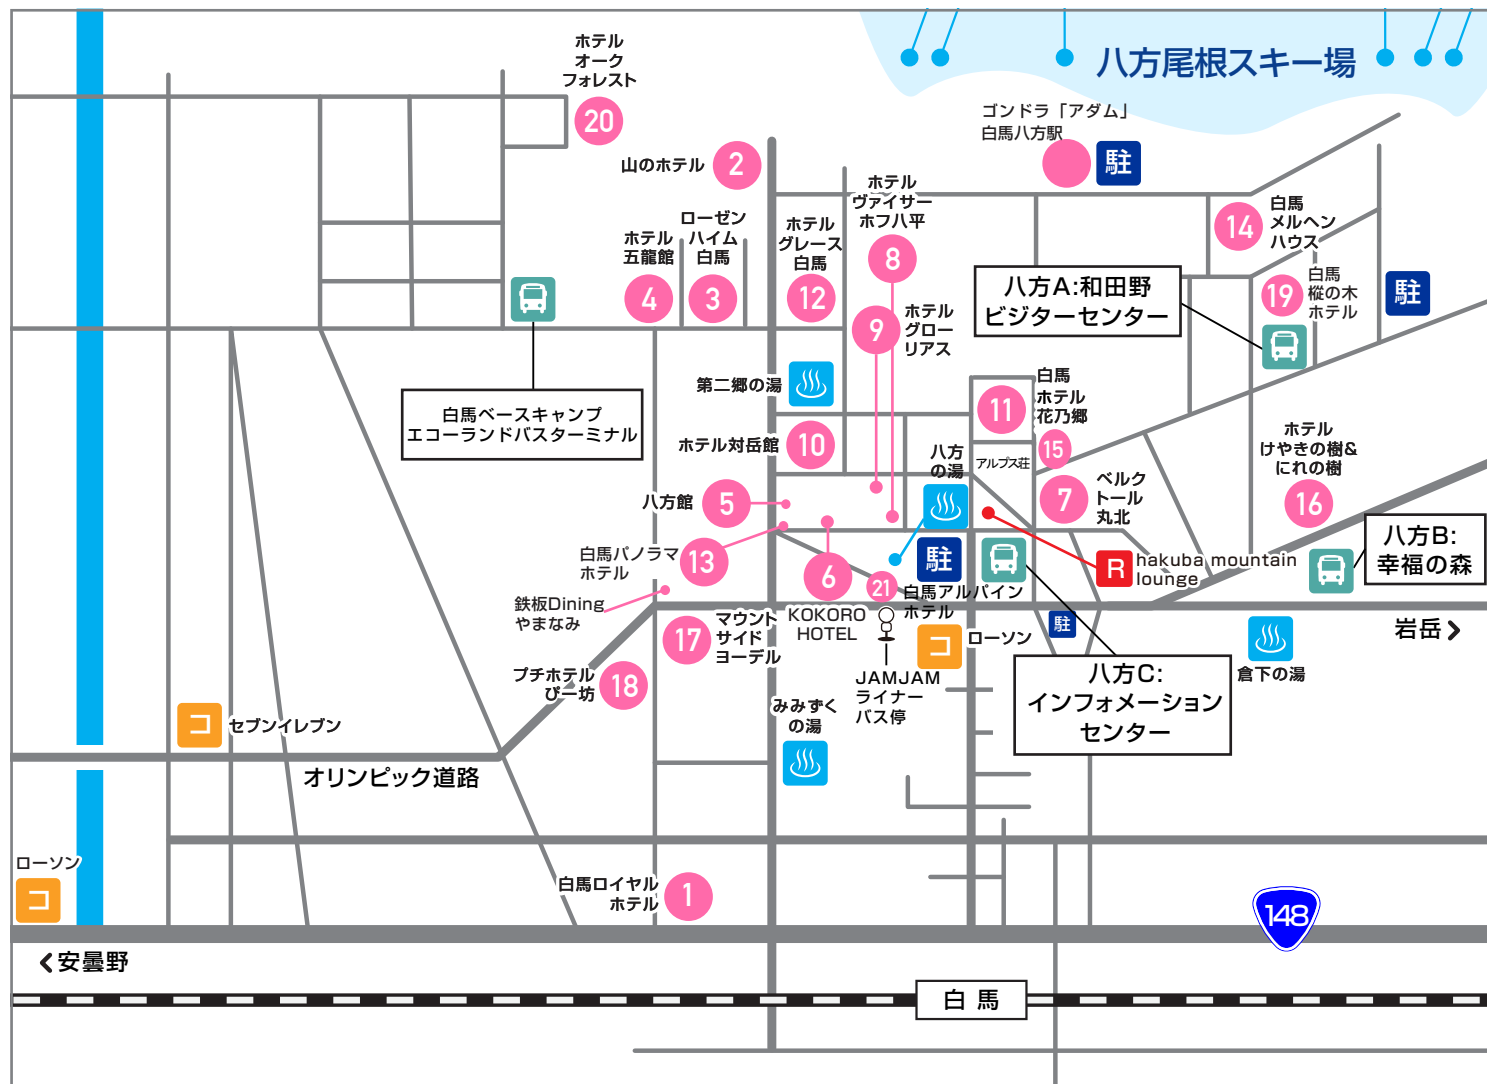 八方尾根スキー場
ホテル
オーク
フォレスト
20
ゴンドラ「アダム」
白馬八方駅
駐
山のホテル
2
ホテル
ヴァイサー
ホフ八平
8
白馬
メルヘン
ハウス
14
ローゼン
ハイム
白馬
3
ホテル
グレース
白馬
12
ホテル
五龍館
4
八方A:和田野
ビジターセンター
白馬
樅の木
ホテル
19
駐
ホテル
グロー
リアス
9
第二郷の湯
白馬
ホテル
花乃郷
11
白馬ベースキャンプ
エコーランドバスターミナル
ホテル対岳館
10
八方
の湯
アルプス荘
15
ホテル
けやきの樹&
にれの樹
16
八方館
5
ベルク
トール
丸北
7
八方B:
幸福の森
白馬パノラマ
ホテル
13
6
KOKORO
HOTEL
21
駐
白馬アルパイン
ホテル
R
hakuba mountain
lounge
鉄板Dining
やまなみ
マウント
サイド
ヨーデル
17
駐
岩岳
コ
ローソン
プチホテル
ぴー坊
18
JAMJAM
ライナー
バス停
八方C:
インフォメーション
センター
倉下の湯
みみずく
の湯
コ
セブンイレブン
オリンピック道路
ローソン
コ
白馬ロイヤル
ホテル
1
148
安曇野
白馬